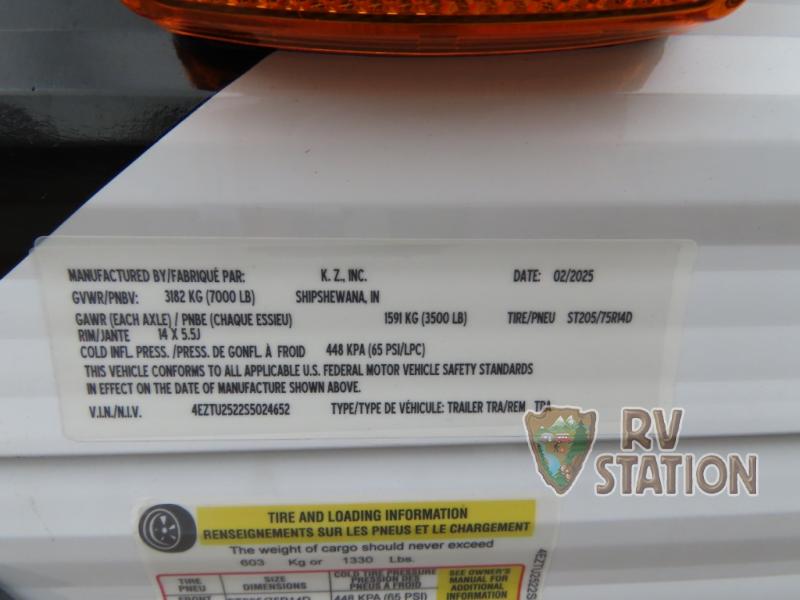 MANUFACTURED BY/FABRIQUÉ PAR: K. Z., INC. DATE: 02/2025
GVWR/PNBV: 3182 KG (7000 LB) SHIPSHEWANA, IN
GAWR (EACH AXLE) / PNBE (CHAQUE ESSIEU) 1591 KG (3500 LB) TIRE/PNEU ST205/75R14D
RIM/JANTE 14 X 5.5J
COLD INFL. PRESS. /PRESS. DE GONFL. À FROID 448 KPA (65 PSI/LPC)
THIS VEHICLE CONFORMS TO ALL APPLICABLE U.S. FEDERAL MOTOR VEHICLE SAFETY STANDARDS
IN EFFECT ON THE DATE OF MANUFACTURE SHOWN ABOVE.
V.I.N./N.I.V. 4EZTU2522S5024652 TYPE/TYPE DE VÉHICULE: TRAILER TRA/REM TRA
RV
STATION
TIRE AND LOADING INFORMATION
RENSEIGNEMENTS SUR LES PNEUS ET LE CHARGEMENT
The weight of cargo should never exceed
603 Kg or 1330 Lbs.
TIRE
PNEU
SIZE
DIMENSIONS
COLD TIRE PRESSURE
PRESSION DES
PNEUS A FROID
SEE OWNER'S
MANUAL FOR
ADDITIONAL
INFORMATION
FRONT
448 KPA (65 PSI)
4EZTU2522S